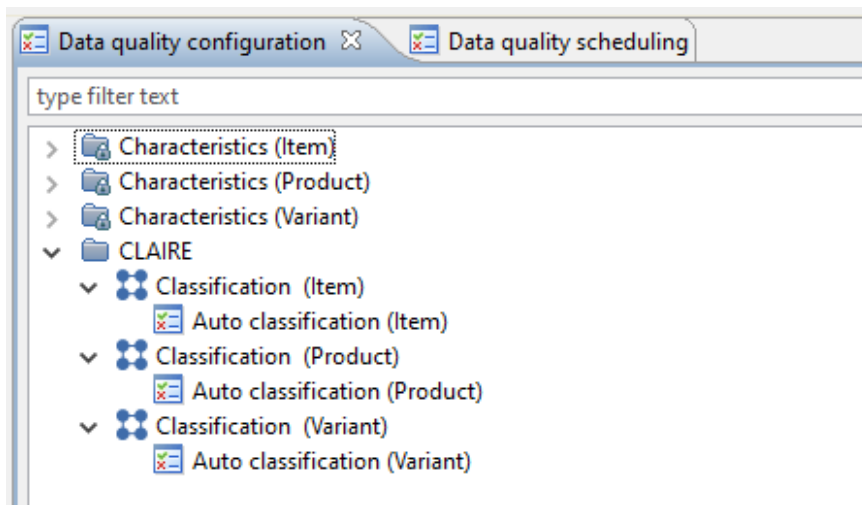 Data quality configuration Data quality scheduling
type filter text
Characteristics (Item)
Characteristics (Product)
Characteristics (Variant)
CLAIRE
Classification (Item)
Auto classification (Item)
Classification (Product)
Auto classification (Product)
Classification (Variant)
Auto classification (Variant)